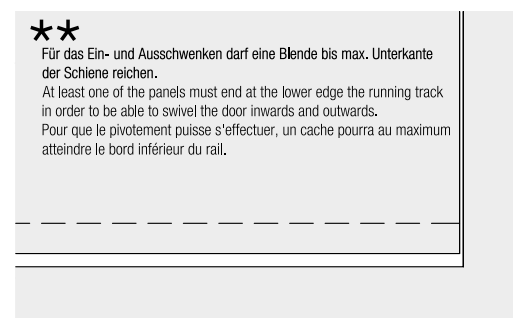 **
Für das Ein- und Ausschwenken darf eine Blende bis max. Unterkante
der Schiene reichen.
At least one of the panels must end at the lower edge the running track
in order to be able to swivel the door inwards and outwards.
Pour que le pivotement puisse s'effectuer, un cache pourra au maximum
atteindre le bord inférieur du rail.